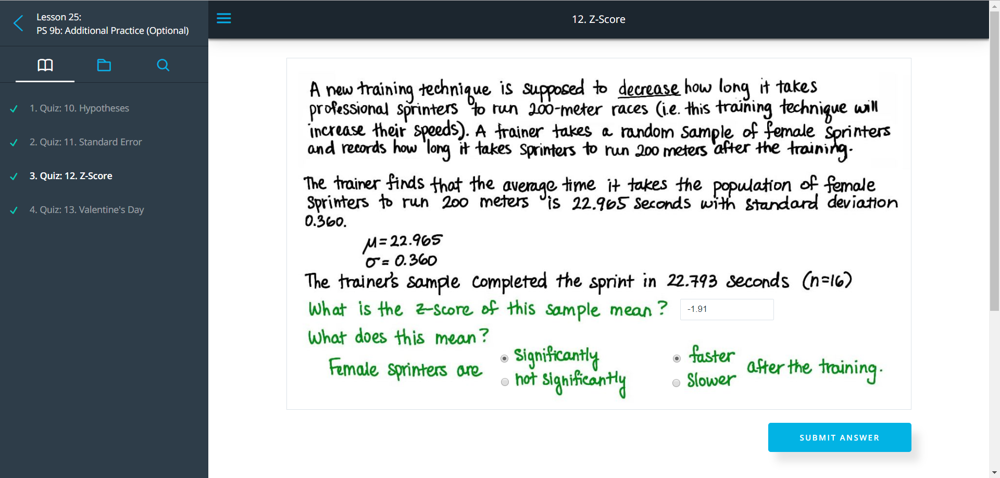 Lesson 25:
PS 9b: Additional Practice (Optional)
12. Z-Score
1. Quiz: 10. Hypotheses
2. Quiz: 11. Standard Error
3. Quiz: 12. Z-Score
4. Quiz: 13. Valentine's Day
A new training technique is supposed to decrease how long it takes
professional sprinters to run 200-meter races (i.e. this training technique will
increase their speeds). A trainer takes a random sample of female sprinters
and records how long it takes sprinters to run 200 meters after the training.
The trainer finds that the average time it takes the population of female
sprinters to run 200 meters is 22.965 seconds with standard deviation
0.360.
μ = 22.965
σ = 0.360
The trainer's sample completed the sprint in 22.793 seconds (n=16)
What is the z-score of this sample mean? -1.91
What does this mean?
Female sprinters are
significantly
not significantly
faster
slower
after the training.
SUBMIT ANSWER